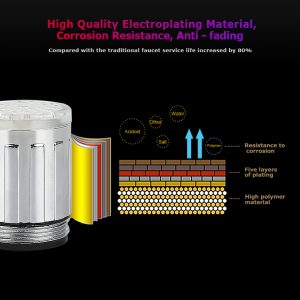 High Quality Electroplating Material,
Corrosion Resistance, Anti - fading
Compared with the traditional faucet service life increased by 80%
Water
Other
Acidoid
Salt
Polymer
Resistance to
corrosion
Five layers
of plating
High polymer
material